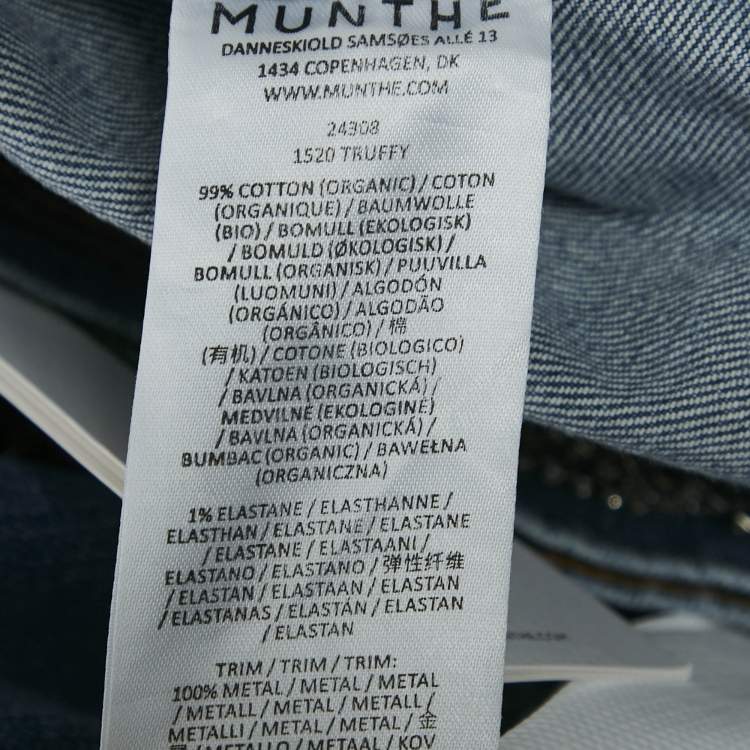 MUNTHE
DANNESKIOLD SAMSØES ALLÉ 13
1434 COPENHAGEN, DK
WWW.MUNTHE.COM
24308
1520 TRUFFY
99% COTTON (ORGANIC) / COTON
(ORGANIQUE) / BAUMWOLLE
(BIO) / BOMULL (EKOLOGISK)
/ BOMULD (ØKOLOGISK) /
BOMULL (ORGANISK) / PUUVILLA
(LUOMUNI) / ALGODÓN
(ORGÁNICO) / ALGODÃO
(ORGÂNICO) / 棉
(有机) / COTONE (BIOLOGICO)
/ KATOEN (BIOLOGISCH)
/ BAVLNA (ORGANICKÁ) /
MEDVILNĖ (EKOLOGINĖ)
/ BAVLNA (ORGANICKÁ) /
BUMBAC (ORGANIC) / BAWEŁNA
(ORGANICZNA)
1% ELASTANE / ELASTHANNE /
ELASTHAN / ELASTANE / ELASTANE
/ ELASTANE / ELASTAANI /
ELASTANO / ELASTANO / 弹性纤维
/ ELASTAN / ELASTAAN / ELASTAN
/ ELASTANAS / ELASTÁN / ELASTAN
/ ELASTAN
TRIM / TRIM / TRIM:
100% METAL / METAL / METAL
/ METALL / METALL / METALL /
METALLI / METAL / METAL / 金
/ METALLO / METAAL / KOV